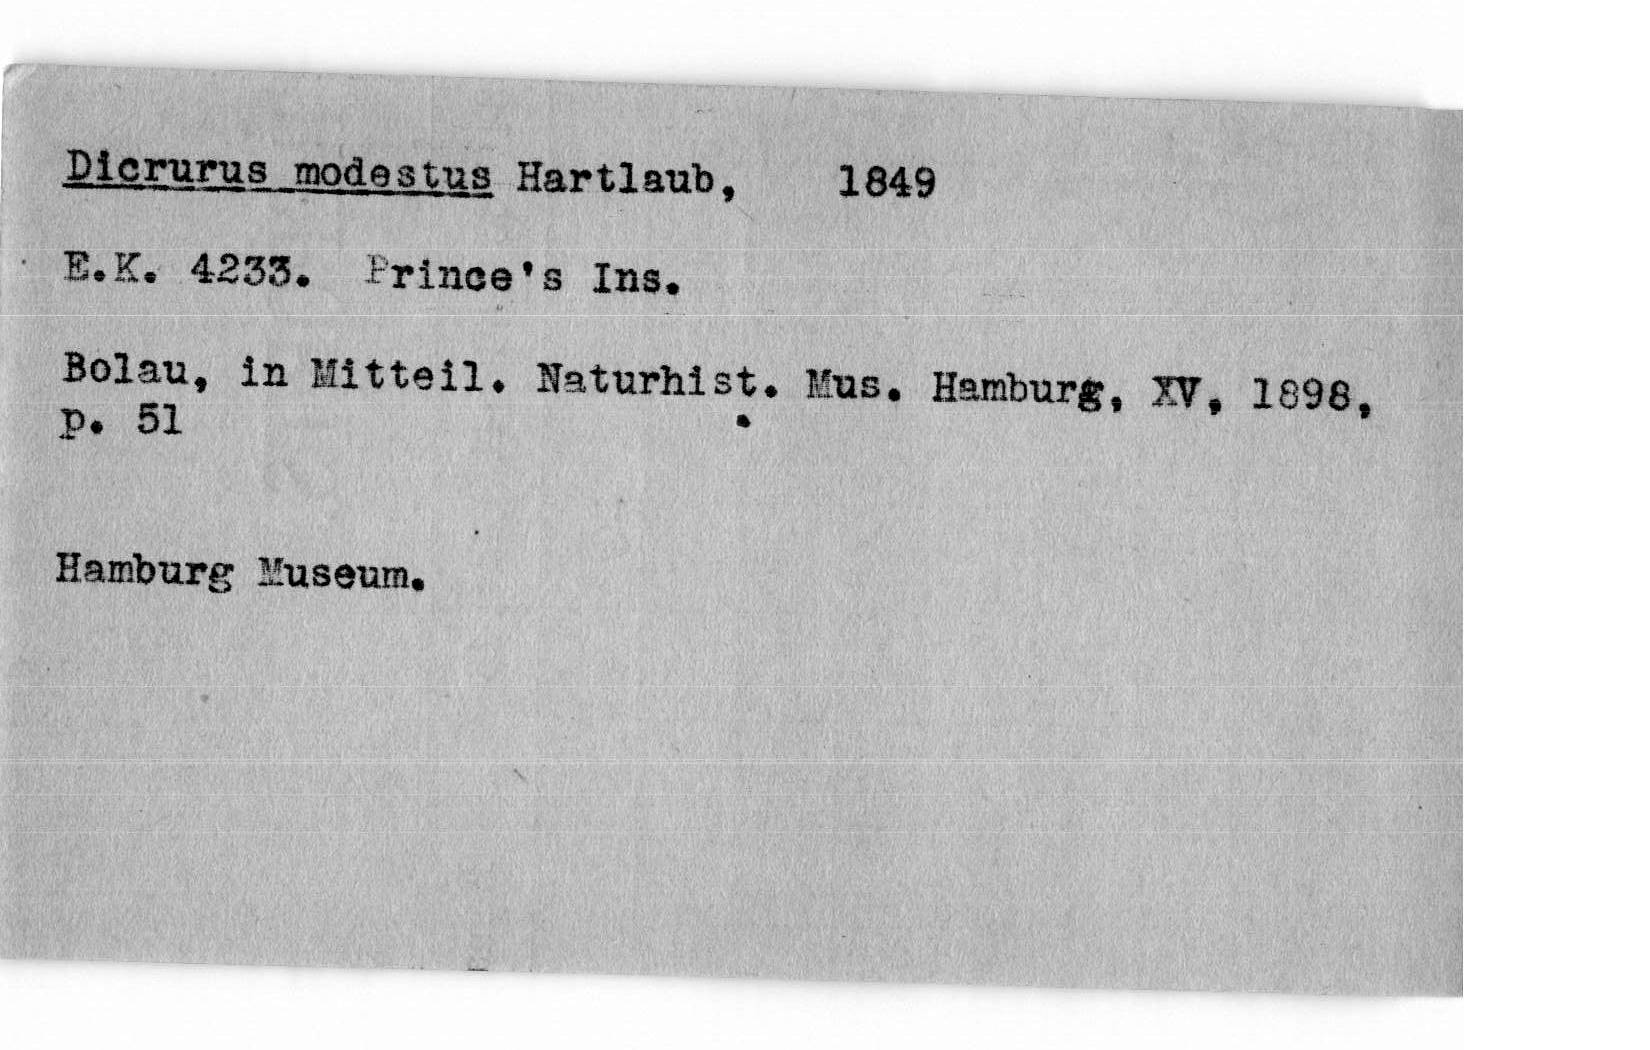 Dicrurus modestus Hartlaub, 1849
E.K. 4233. Prince's Ins.
Bolau, in Mitteil. Naturhist. Mus. Hamburg, XV, 1898,
p. 51
Hamburg Museum.